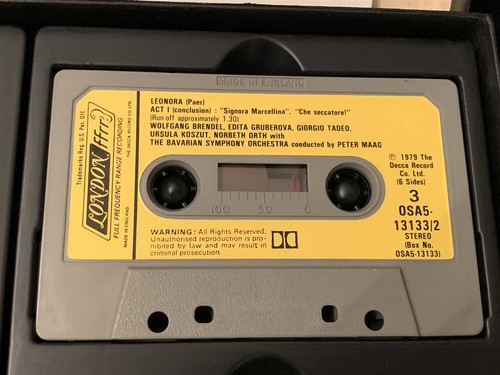 MADE IN ENGLAND
LEONORA (Paer)
ACT I (conclusion) : "Signora Marcellina". "Che seccatore!"
(Run-off approximately 1.30)
WOLFGANG BRENDEL, EDITA GRUBEROVA, GIORGIO TADEO,
URSULA KOSZUT, NORBETH ORTH with
THE BAVARIAN SYMPHONY ORCHESTRA conducted by PETER MAAG
Trademarks Reg. U.S. Pat. Off.
LONDON ffrr
FULL FREQUENCY RANGE RECORDING
MADE IN ENGLAND
THE DECCA RECORD CO. LTD.
℗ 1979 The
Decca Record
Co. Ltd.
(6 Sides)
3
OSA5-
13133/2
STEREO
(Box No.
OSA5-13133)
100 50 0
WARNING: All Rights Reserved.
Unauthorised reproduction is pro-
hibited by law and may result in
criminal prosecution